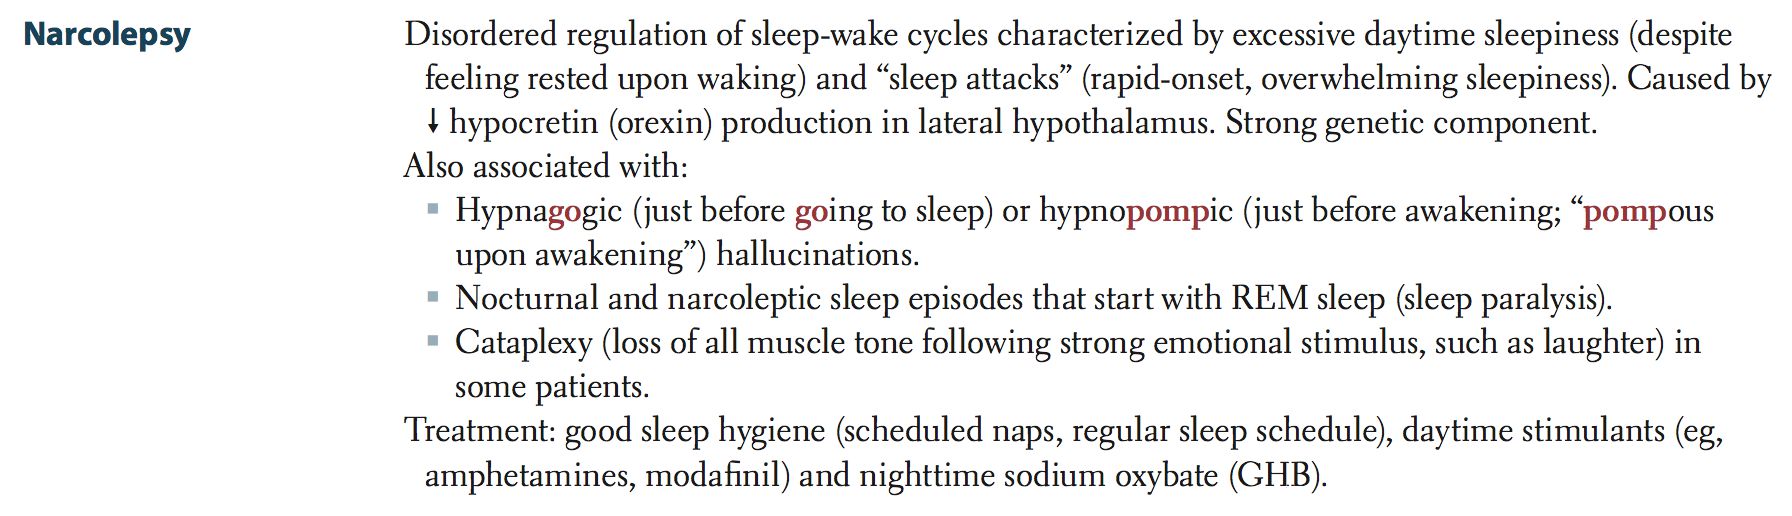 Narcolepsy
Disordered regulation of sleep-wake cycles characterized by excessive daytime sleepiness (despite
feeling rested upon waking) and “sleep attacks” (rapid-onset, overwhelming sleepiness). Caused by
↓ hypocretin (orexin) production in lateral hypothalamus. Strong genetic component.
Also associated with:
▪ Hypnagogic (just before going to sleep) or hypnopompic (just before awakening; “pompous
upon awakening”) hallucinations.
▪ Nocturnal and narcoleptic sleep episodes that start with REM sleep (sleep paralysis).
▪ Cataplexy (loss of all muscle tone following strong emotional stimulus, such as laughter) in
some patients.
Treatment: good sleep hygiene (scheduled naps, regular sleep schedule), daytime stimulants (eg,
amphetamines, modafinil) and nighttime sodium oxybate (GHB).